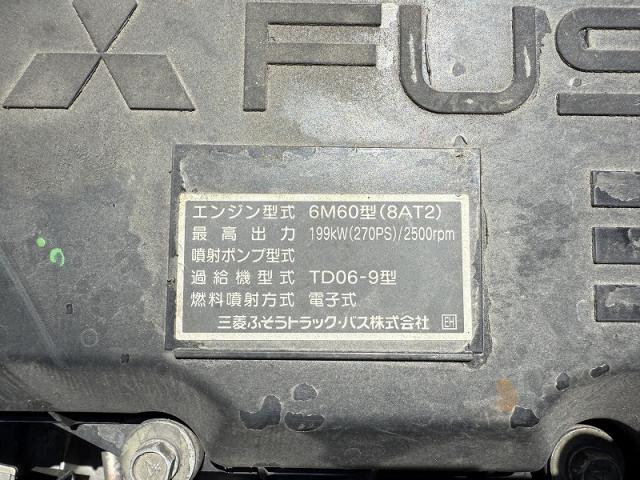 FUS
エンジン型式 6M60型(8AT2)
最高出力 199kW(270PS)/2500rpm
噴射ポンプ型式
過給機型式 TD06-9型
燃料噴射方式 電子式
三菱ふそうトラック・バス株式会社 EH